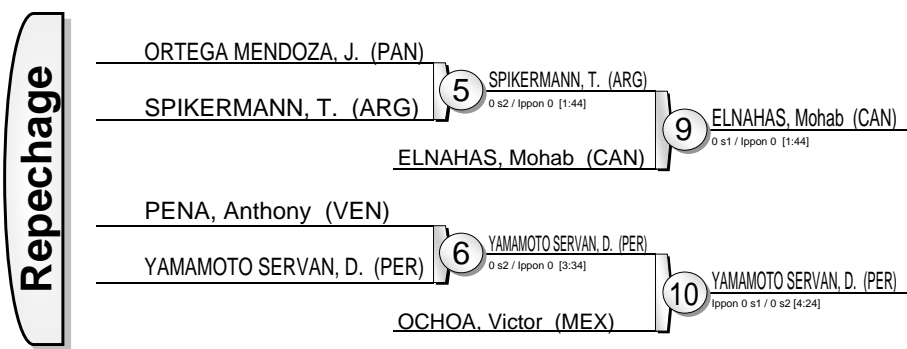 Repechage
ORTEGA MENDOZA, J. (PAN)
SPIKERMANN, T. (ARG)
5
SPIKERMANN, T. (ARG)
0 s2 / Ippon 0 [1:44]
ELNAHAS, Mohab (CAN)
9
ELNAHAS, Mohab (CAN)
0 s1 / Ippon 0 [1:44]
PENA, Anthony (VEN)
YAMAMOTO SERVAN, D. (PER)
6
YAMAMOTO SERVAN, D. (PER)
0 s2 / Ippon 0 [3:34]
OCHOA, Victor (MEX)
10
YAMAMOTO SERVAN, D. (PER)
Ippon 0 s1 / 0 s2 [4:24]